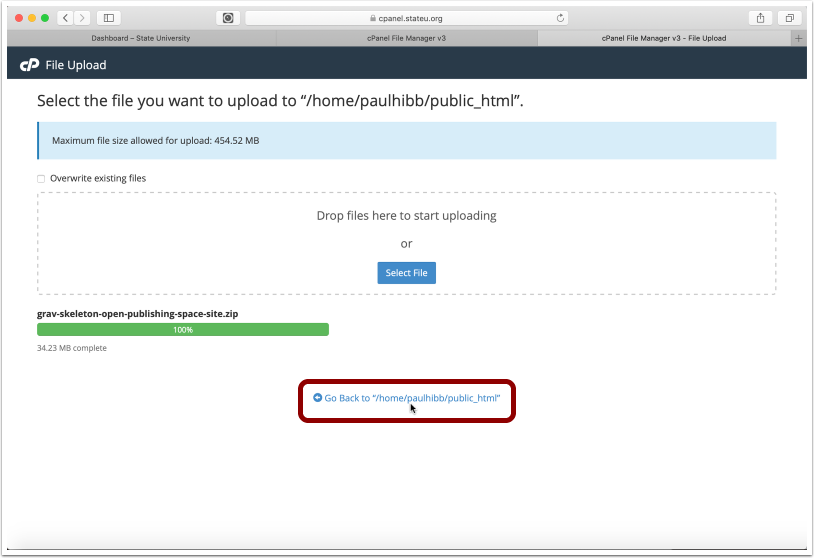 cpanel.stateu.org
Dashboard – State University
cPanel File Manager v3
cPanel File Manager v3 - File Upload
cP File Upload
Select the file you want to upload to “/home/paulhibb/public_html”.
Maximum file size allowed for upload: 454.52 MB
Overwrite existing files
Drop files here to start uploading
or
Select File
grav-skeleton-open-publishing-space-site.zip
100%
34.23 MB complete
Go Back to “/home/paulhibb/public_html”